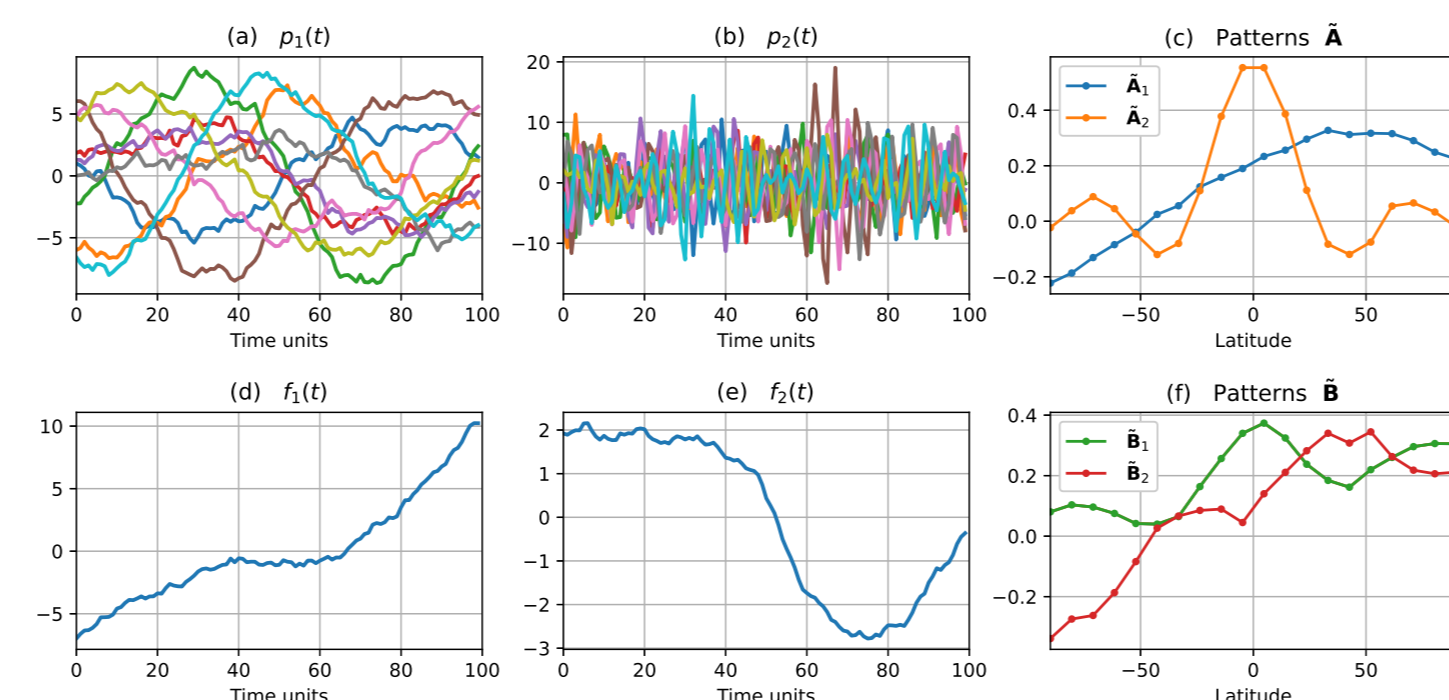 (a) p₁(t)
(b) p₂(t)
(c) Patterns Ã
5
0
−5
0 20 40 60 80 100
Time units
20
10
0
−10
0 20 40 60 80 100
Time units
Ã₁
Ã₂
0.4
0.2
0.0
−0.2
−50 0 50
Latitude
(d) f₁(t)
(e) f₂(t)
(f) Patterns B̃
10
5
0
−5
0 20 40 60 80 100
Time units
2
1
0
−1
−2
−3
0 20 40 60 80 100
Time units
B̃₁
B̃₂
0.4
0.2
0.0
−0.2
−50 0 50
Latitude